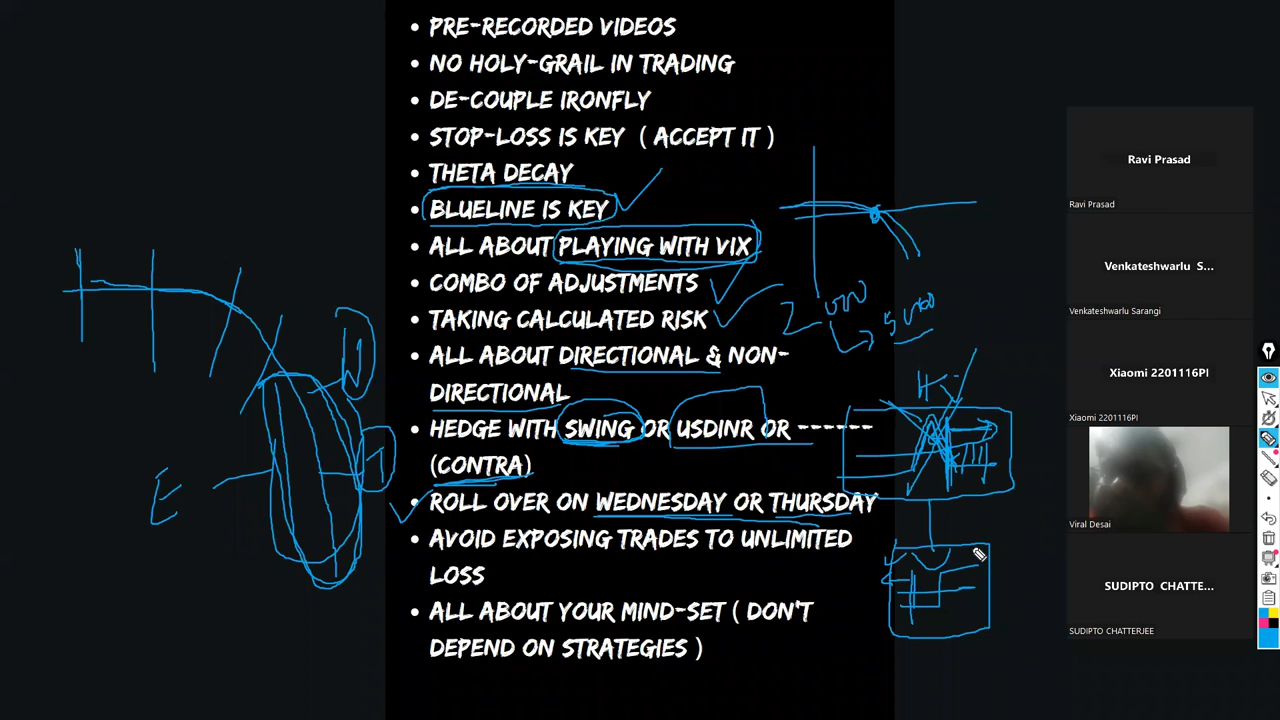 • PRE-RECORDED VIDEOS
• NO HOLY-GRAIL IN TRADING
• DE-COUPLE IRONFLY
• STOP-LOSS IS KEY ( ACCEPT IT )
• THETA DECAY
• BLUELINE IS KEY
• ALL ABOUT PLAYING WITH VIX
• COMBO OF ADJUSTMENTS
• TAKING CALCULATED RISK
• ALL ABOUT DIRECTIONAL & NON-
DIRECTIONAL
• HEDGE WITH SWING OR USDINR OR -------
(CONTRA)
• ROLL OVER ON WEDNESDAY OR THURSDAY
• AVOID EXPOSING TRADES TO UNLIMITED
LOSS
• ALL ABOUT YOUR MIND-SET ( DON'T
DEPEND ON STRATEGIES )
E
Ravi Prasad
Ravi Prasad
Venkateshwarlu S...
Venkateshwarlu Sarangi
Xiaomi 2201116PI
Xiaomi 2201116PI
Viral Desai
SUDIPTO CHATTE...
SUDIPTO CHATTERJEE